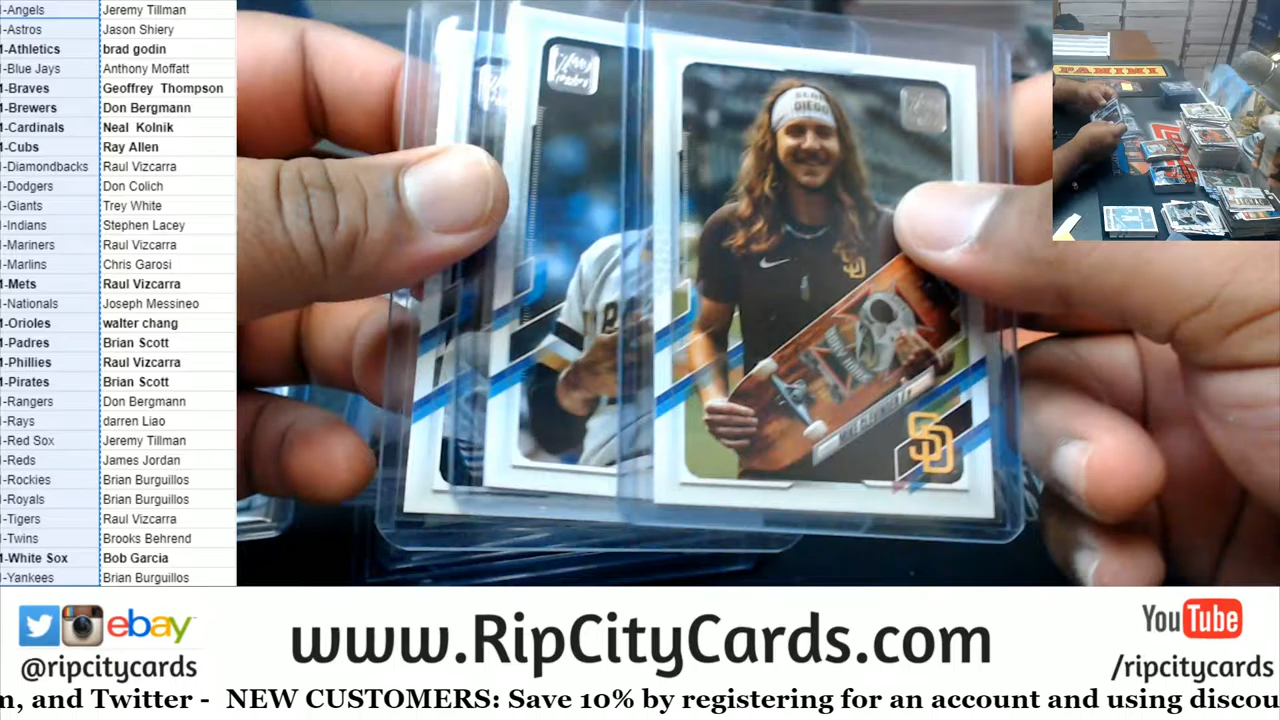 -Angels Jeremy Tillman
-Astros Jason Shiery
-Athletics brad godin
-Blue Jays Anthony Moffatt
-Braves Geoffrey Thompson
-Brewers Don Bergmann
-Cardinals Neal Kolnik
-Cubs Ray Allen
-Diamondbacks Raul Vizcarra
-Dodgers Don Colich
-Giants Trey White
-Indians Stephen Lacey
-Mariners Raul Vizcarra
-Marlins Chris Garosi
-Mets Raul Vizcarra
-Nationals Joseph Messineo
-Orioles walter chang
-Padres Brian Scott
-Phillies Raul Vizcarra
-Pirates Brian Scott
-Rangers Don Bergmann
-Rays darren Liao
-Red Sox Jeremy Tillman
-Reds James Jordan
-Rockies Brian Burguillos
-Royals Brian Burguillos
-Tigers Raul Vizcarra
-Twins Brooks Behrend
-White Sox Bob Garcia
-Yankees Brian Burguillos
DIEGO
SD
SD
PANINI
ebay
@ripcitycards
www.RipCityCards.com
YouTube
/ripcitycards
m, and Twitter - NEW CUSTOMERS: Save 10% by registering for an account and using discou